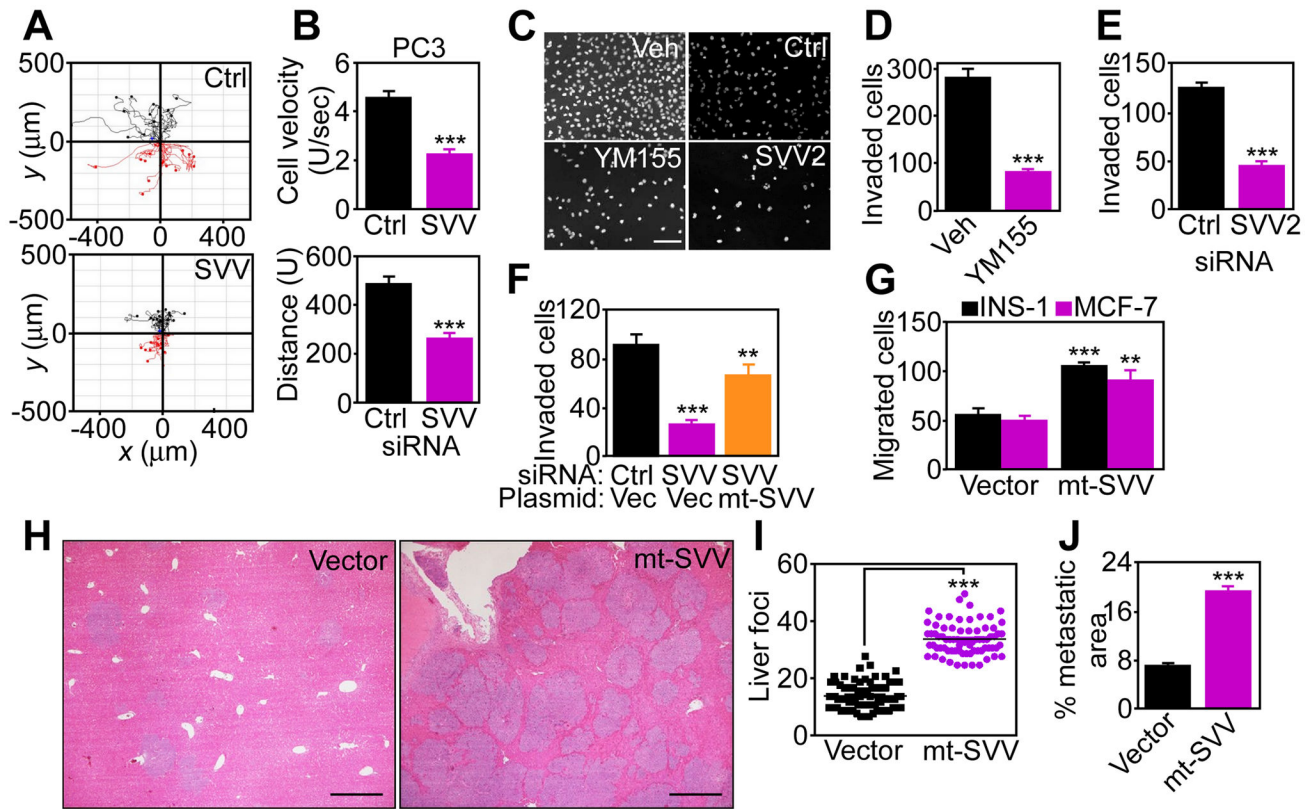 A
500
Ctrl
y (μm)
0
-500
-400 0 400
SVV
500
y (μm)
0
-500
-400 0 400
x (μm)
B
PC3
Cell velocity
(U/sec)
6
4
2
0
***
Ctrl SVV
Distance (U)
600
400
200
0
***
Ctrl SVV
siRNA
C
Veh Ctrl
YM155 SVV2
D
Invaded cells
300
200
100
0
***
Veh YM155
E
Invaded cells
150
100
50
0
***
Ctrl SVV2
siRNA
F
Invaded cells
120
80
40
0
*** **
siRNA: Ctrl SVV SVV
Plasmid: Vec Vec mt-SVV
G
INS-1 MCF-7
Migrated cells
150
100
50
0
*** **
Vector mt-SVV
H
Vector mt-SVV
I
Liver foci
60
40
20
0
***
Vector mt-SVV
J
% metastatic
area
24
16
8
0
***
Vector mt-SVV